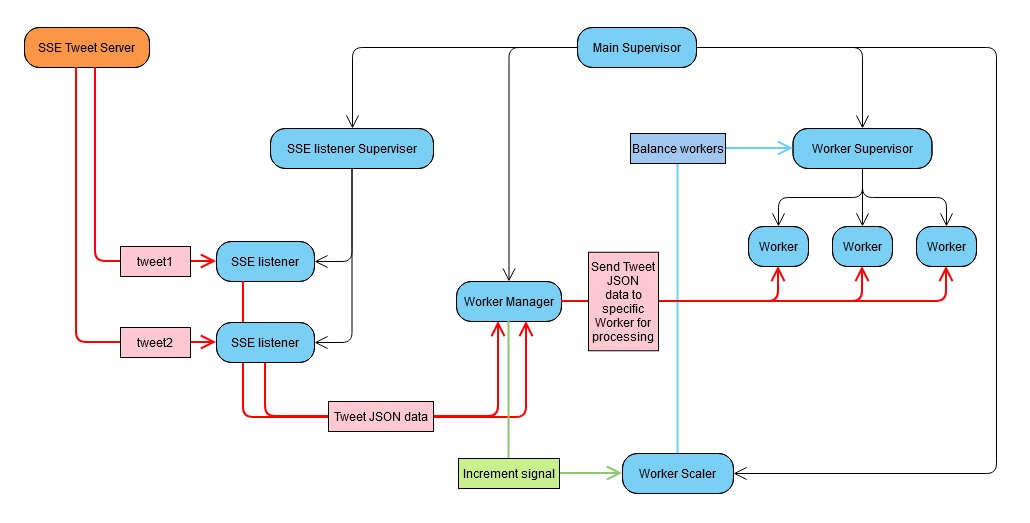 SSE Tweet Server
Main Supervisor
SSE listener Superviser
Balance workers
Worker Supervisor
Worker
Worker
Worker
tweet1
SSE listener
Send Tweet
JSON
data to
specific
Worker for
processing
Worker Manager
tweet2
SSE listener
Tweet JSON data
Increment signal
Worker Scaler